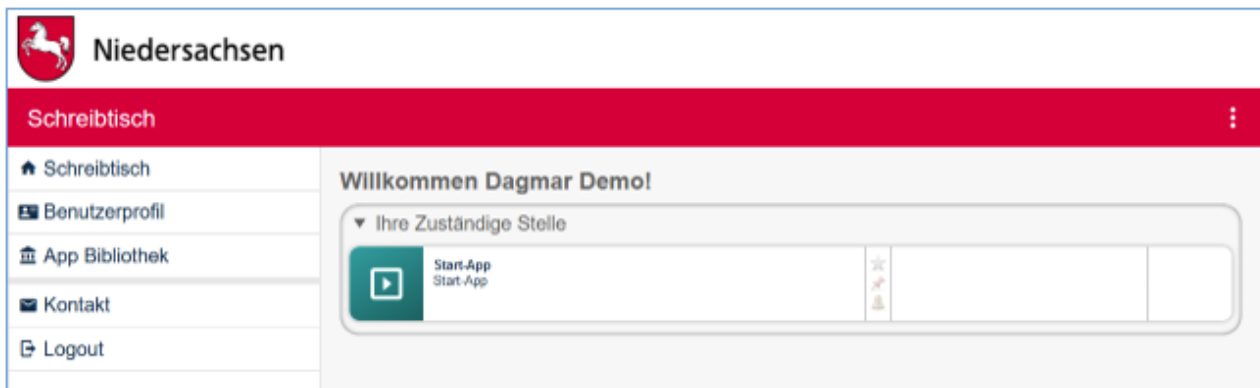 Niedersachsen
Schreibtisch
Schreibtisch
Benutzerprofil
App Bibliothek
Kontakt
Logout
Willkommen Dagmar Demo!
Ihre Zuständige Stelle
Start-App
Start-App